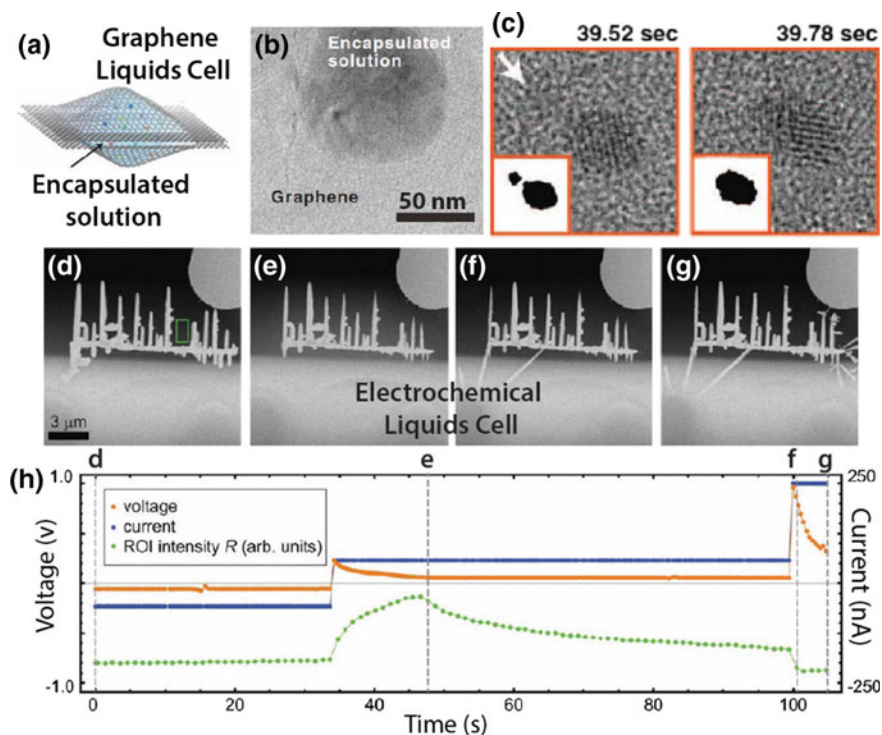 (a)
Graphene
Liquids Cell
Encapsulated
solution
(b)
Encapsulated
solution
Graphene
50 nm
(c)
39.52 sec
39.78 sec
(d)
3 μm
(e)
(f)
(g)
Electrochemical
Liquids Cell
(h)
d
e
f
g
voltage
current
ROI intensity R (arb. units)
Voltage (v)
1.0
-1.0
Current (nA)
250
-250
0
20
40
60
80
100
Time (s)